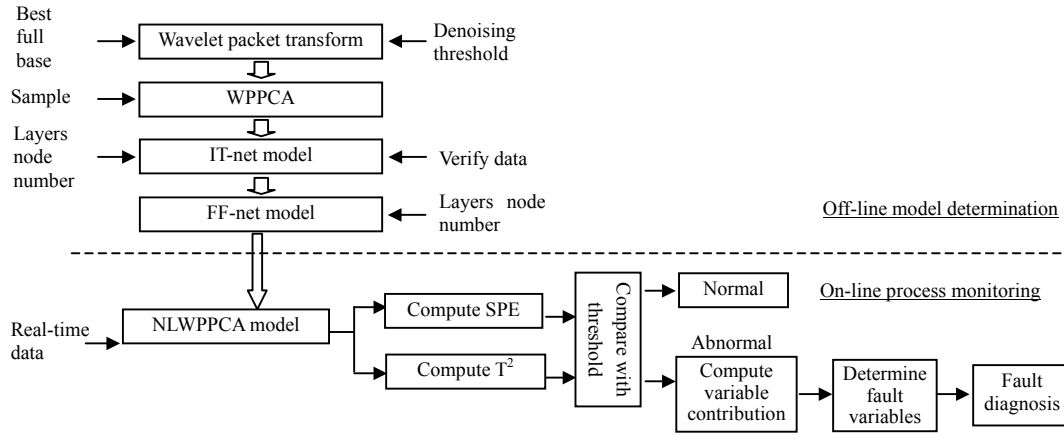 Best
full
base
Wavelet packet transform
Denoising
threshold
Sample
WPPCA
Layers
node
number
IT-net model
Verify data
FF-net model
Layers node
number
Off-line model determination
On-line process monitoring
Real-time
data
NLWPPCA model
Compute SPE
Compute T²
Compare with
threshold
Normal
Abnormal
Compute
variable
contribution
Determine
fault
variables
Fault
diagnosis